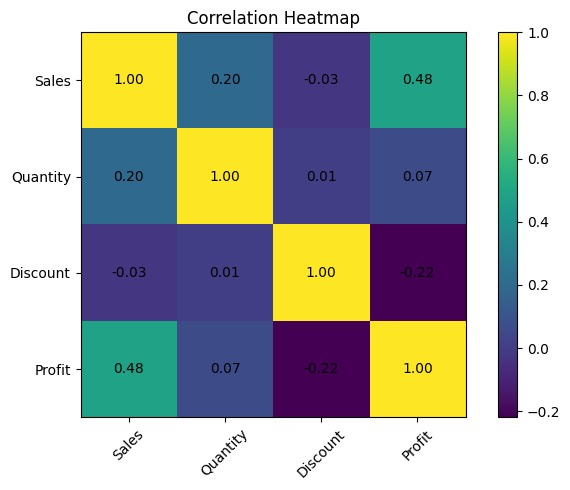 Correlation Heatmap
Sales 1.00 0.20 -0.03 0.48
Quantity 0.20 1.00 0.01 0.07
Discount -0.03 0.01 1.00 -0.22
Profit 0.48 0.07 -0.22 1.00
Sales Quantity Discount Profit
1.0
0.8
0.6
0.4
0.2
0.0
−0.2